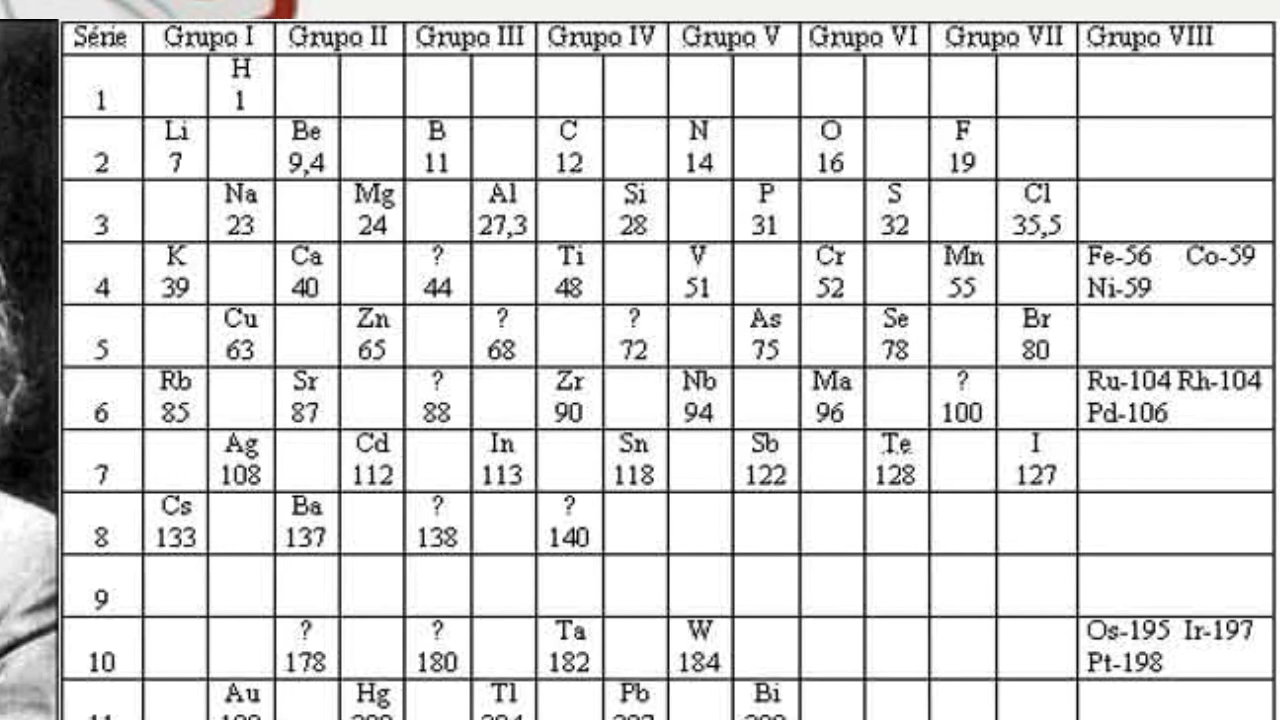 Série Grupo I Grupo II Grupo III Grupo IV Grupo V Grupo VI Grupo VII Grupo VIII
H
1 1
Li Be B C N O F
2 7 9,4 11 12 14 16 19
Na Mg Al Si P S Cl
3 23 24 27,3 28 31 32 35,5
K Ca ? Ti V Cr Mn Fe-56 Co-59
4 39 40 44 48 51 52 55 Ni-59
Cu Zn ? ? As Se Br
5 63 65 68 72 75 78 80
Rb Sr ? Zr Nb Ma ? Ru-104 Rh-104
6 85 87 88 90 94 96 100 Pd-106
Ag Cd In Sn Sb Te I
7 108 112 113 118 122 128 127
Cs Ba ? ?
8 133 137 138 140
9
? ? Ta W Os-195 Ir-197
10 178 180 182 184 Pt-198
Au Hg Tl Pb Bi